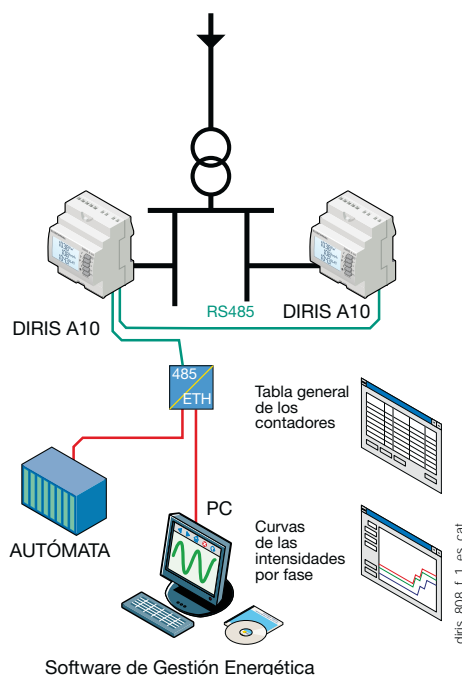 RS485
DIRIS A10
DIRIS A10
485
ETH
Tabla general
de los
contadores
PC
AUTÓMATA
Curvas
de las
intensidades
por fase
diris_808_f_1_es_cat
Software de Gestión Energética